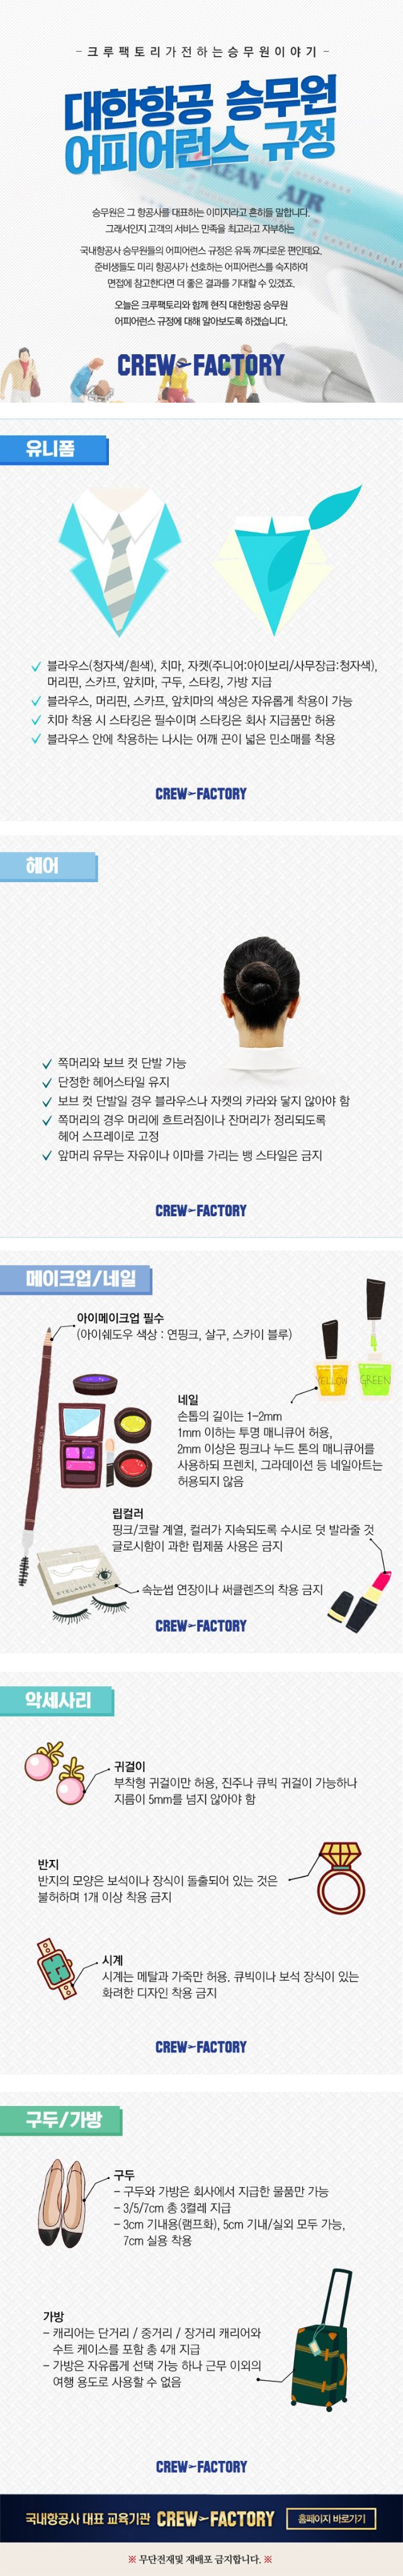 - 크루팩토리가 전하는 승무원 이야기 -
대한항공 승무원
어피어런스 규정
EAN AIR
승무원은 그 항공사를 대표하는 이미지라고 흔히들 말합니다.
그래서인지 고객의 서비스 만족을 최고라고 자부하는
국내항공사 승무원들의 어피어런스 규정은 유독 까다로운 편인데요.
준비생들도 미리 항공사가 선호하는 어피어런스를 숙지하여
면접에 참고한다면 더 좋은 결과를 기대할 수 있겠죠.
오늘은 크루팩토리와 함께 현직 대한항공 승무원
어피어런스 규정에 대해 알아보도록 하겠습니다.
CREW FACTORY
유니폼
블라우스(청자색/흰색), 치마, 자켓(주니어:아이보리/사무장급:청자색),
머리핀, 스카프, 앞치마, 구두, 스타킹, 가방 지급
블라우스, 머리핀, 스카프, 앞치마의 색상은 자유롭게 착용이 가능
치마 착용 시 스타킹은 필수이며 스타킹은 회사 지급품만 허용
블라우스 안에 착용하는 나시는 어깨 끈이 넓은 민소매를 착용
CREW FACTORY
헤어
쪽머리와 보브 컷 단발 가능
단정한 헤어스타일 유지
보브 컷 단발일 경우 블라우스나 자켓의 카라와 닿지 않아야 함
쪽머리의 경우 머리에 흐트러짐이나 잔머리가 정리되도록
헤어 스프레이로 고정
앞머리 유무는 자유이나 이마를 가리는 뱅 스타일은 금지
CREW FACTORY
메이크업/네일
아이메이크업 필수
(아이쉐도우 색상 : 연핑크, 살구, 스카이 블루)
YELLOW
GREEN
네일
손톱의 길이는 1-2mm
1mm 이하는 투명 매니큐어 허용,
2mm 이상은 핑크나 누드 톤의 매니큐어를
사용하되 프렌치, 그라데이션 등 네일아트는
허용되지 않음
립컬러
핑크/코랄 계열, 컬러가 지속되도록 수시로 덧 발라줄 것
글로시함이 과한 립제품 사용은 금지
EYELASHES
속눈썹 연장이나 써클렌즈의 착용 금지
CREW FACTORY
악세사리
귀걸이
부착형 귀걸이만 허용, 진주나 큐빅 귀걸이 가능하나
지름이 5mm를 넘지 않아야 함
반지
반지의 모양은 보석이나 장식이 돌출되어 있는 것은
불허하며 1개 이상 착용 금지
시계
시계는 메탈과 가죽만 허용. 큐빅이나 보석 장식이 있는
화려한 디자인 착용 금지
CREW FACTORY
구두/가방
구두
- 구두와 가방은 회사에서 지급한 물품만 가능
- 3/5/7cm 총 3켤레 지급
- 3cm 기내용(램프화), 5cm 기내/실외 모두 가능,
7cm 실용 착용
가방
- 캐리어는 단거리 / 중거리 / 장거리 캐리어와
수트 케이스를 포함 총 4개 지급
- 가방은 자유롭게 선택 가능 하나 근무 이외의
여행 용도로 사용할 수 없음
CREW FACTORY
국내항공사 대표 교육기관 CREW FACTORY 홈페이지 바로가기
※ 무단전재및 재배포 금지합니다. ※